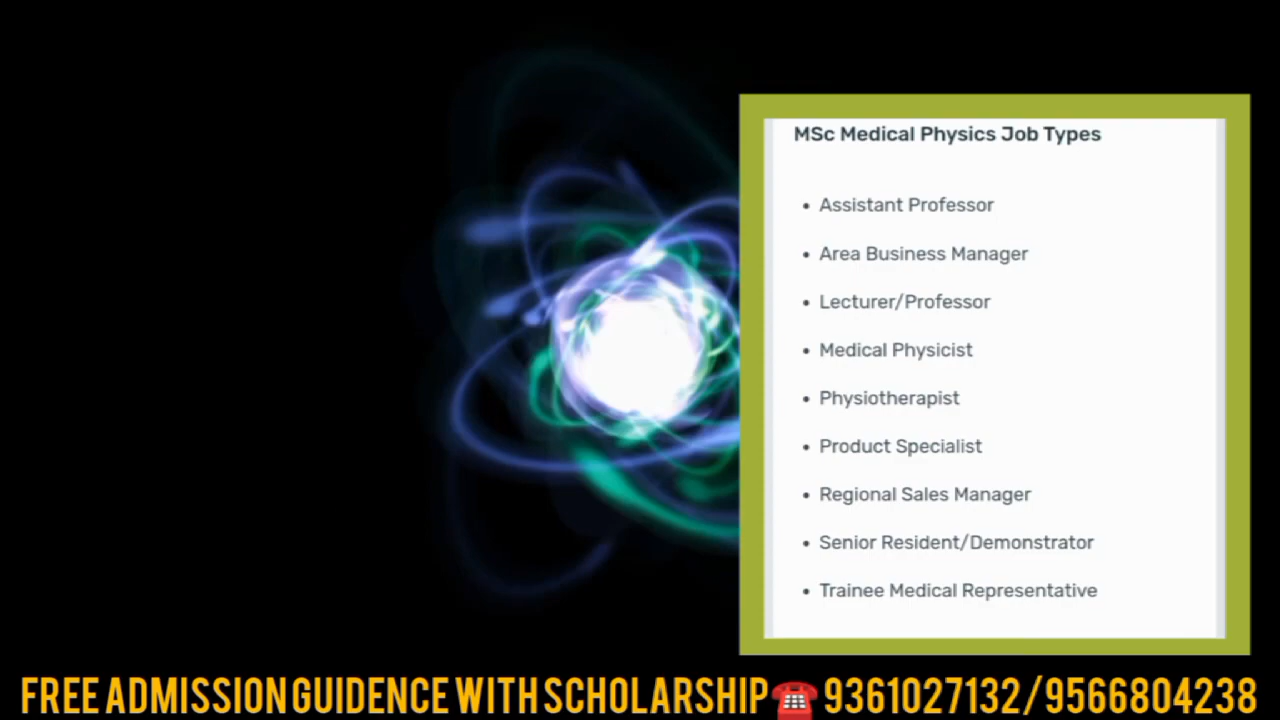 MSc Medical Physics Job Types
• Assistant Professor
• Area Business Manager
• Lecturer/Professor
• Medical Physicist
• Physiotherapist
• Product Specialist
• Regional Sales Manager
• Senior Resident/Demonstrator
• Trainee Medical Representative
FREE ADMISSION GUIDENCE WITH SCHOLARSHIP☎️ 9361027132/9566804238